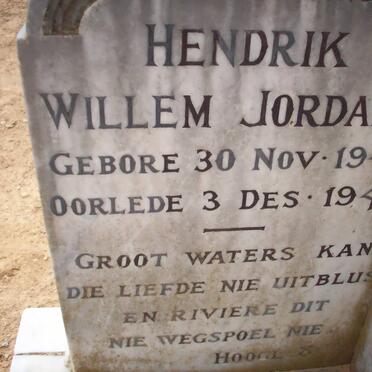 HENDRIK
WILLEM JORDA
GEBORE 30 NOV. 19
OORLEDE 3 DES. 19
GROOT WATERS KAN
DIE LIEFDE NIE UITBLUS
EN RIVIERE DIT
NIE WEGSPOEL NIE.
HOOGL 8